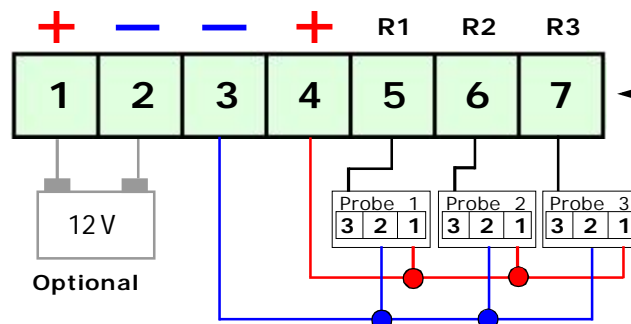 + — — + R1 R2 R3
1 2 3 4 5 6 7
Probe 1 Probe 2 Probe 3
3 2 1 3 2 1 3 2 1
12V
Optional